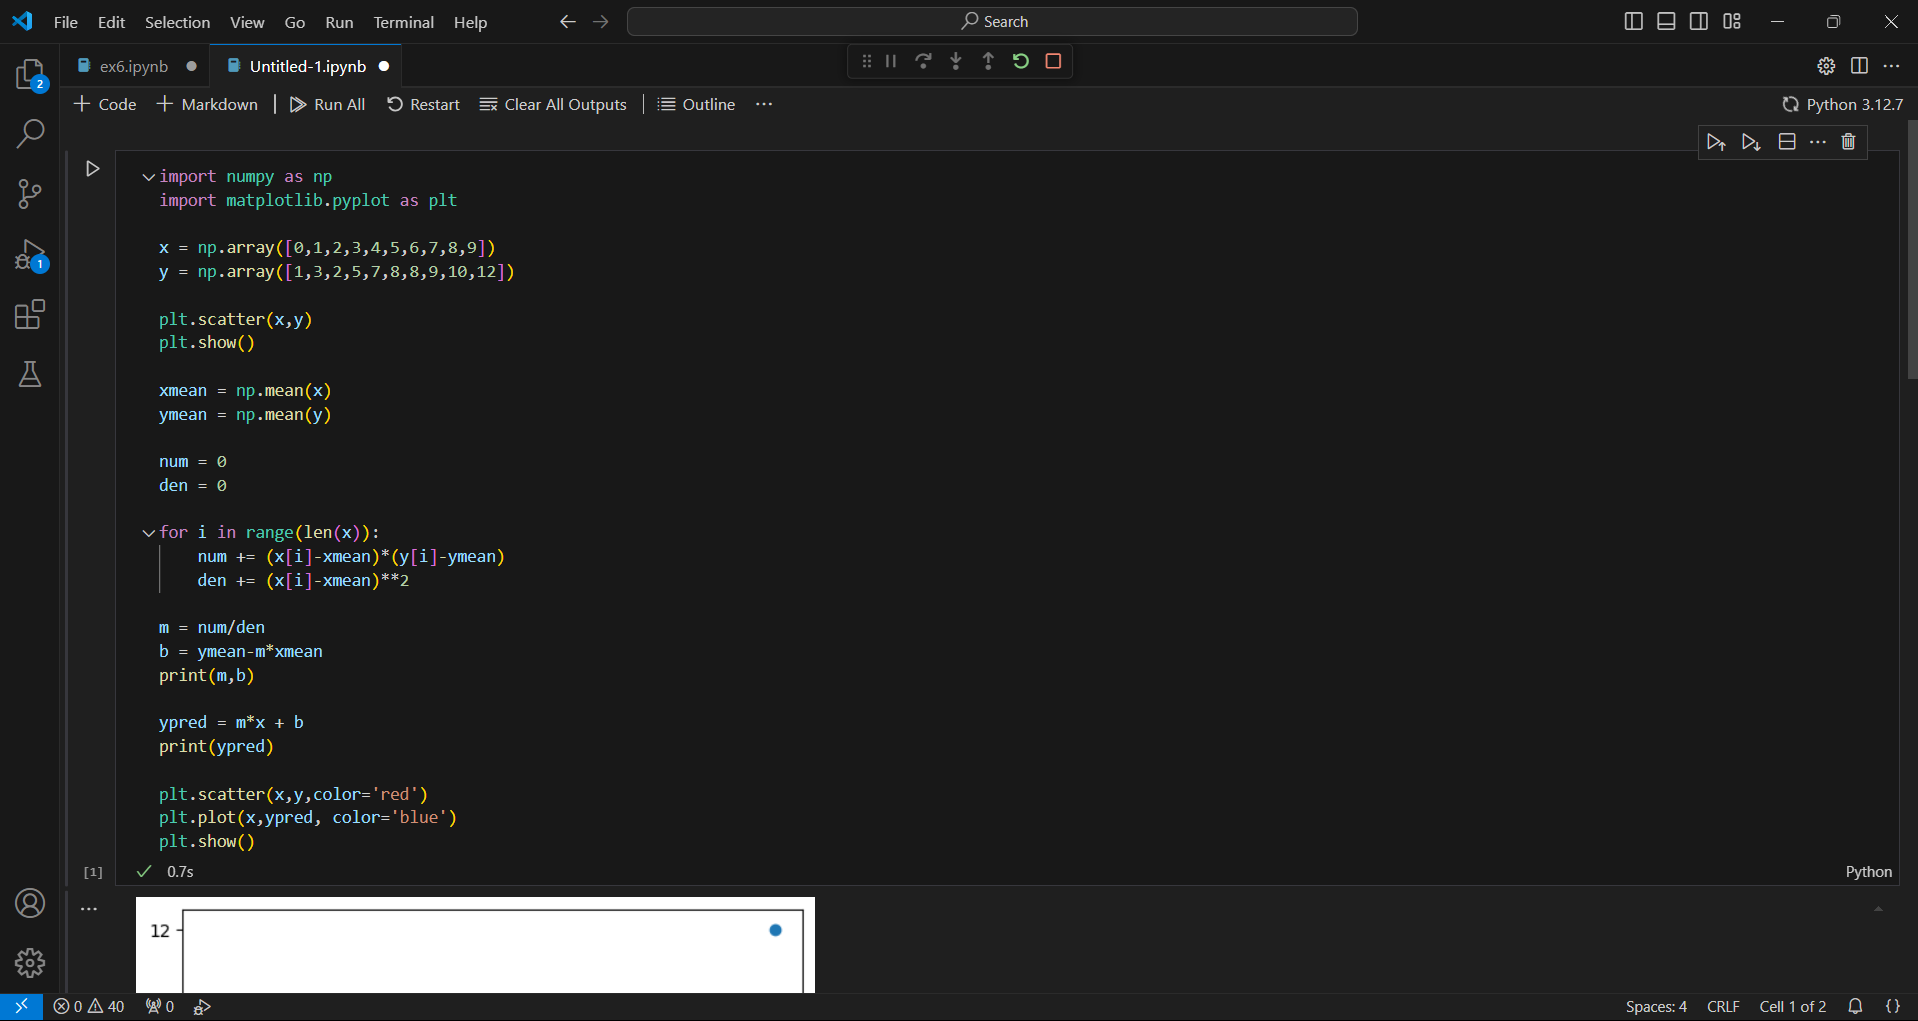 File Edit Selection View Go Run Terminal Help
Search
2
ex6.ipynb
Untitled-1.ipynb
Code Markdown Run All Restart Clear All Outputs Outline ...
Python 3.12.7
import numpy as np
import matplotlib.pyplot as plt
x = np.array([0,1,2,3,4,5,6,7,8,9])
y = np.array([1,3,2,5,7,8,8,9,10,12])
plt.scatter(x,y)
plt.show()
xmean = np.mean(x)
ymean = np.mean(y)
num = 0
den = 0
for i in range(len(x)):
    num += (x[i]-xmean)*(y[i]-ymean)
    den += (x[i]-xmean)**2
m = num/den
b = ymean-m*xmean
print(m,b)
ypred = m*x + b
print(ypred)
plt.scatter(x,y,color='red')
plt.plot(x,ypred, color='blue')
plt.show()
1
[1]
0.7s
Python
12
0 40 0
Spaces: 4 CRLF Cell 1 of 2 {}